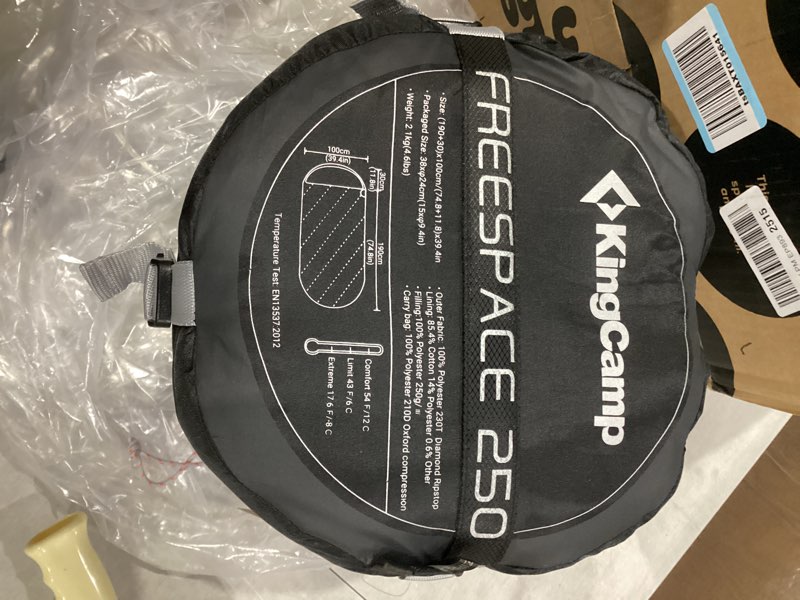 KingCamp
FREESPACE 250
· Size: (190+30)x100cm/(74.8+11.8)x39.4in
· Packaged Size: 38xφ24cm(15xφ9.4in)
· Weight: 2.1kg(4.6lbs)
· Outer Fabric: 100% Polyester 230T Diamond Ripstop
· Lining: 85.4% Cotton 14% Polyester 0.6% Other
· Filling:100% Polyester 250g/㎡
· Carry bag: 100% Polyester 210D Oxford compression
100cm
(39.4in)
30cm
(11.8in)
190cm
(74.8in)
Temperature Test: EN13537:2012
Comfort 54 F/12 C
Limit 43 F/6 C
Extreme 17.6 F/-8 C
NBAXT015641
2515